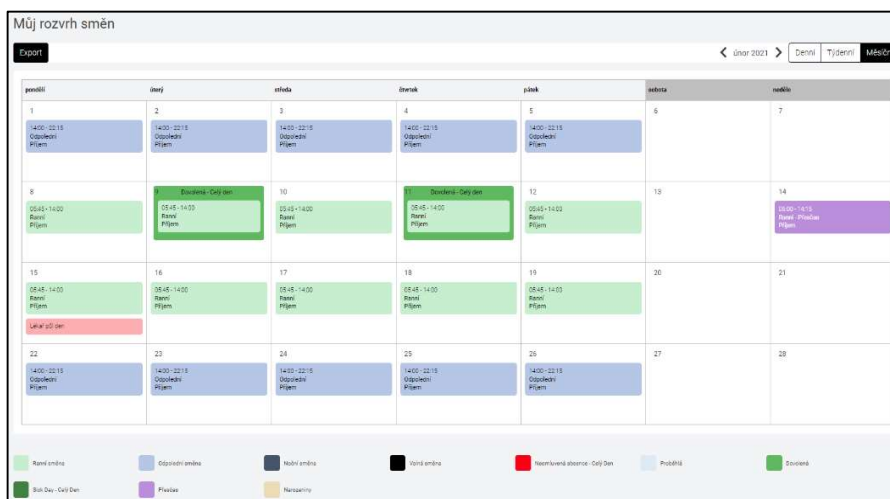 Můj rozvrh směn
Export
únor 2021
Denní Týdenní Měsíčn
pondělí úterý středa čtvrtek pátek sobota neděle
1 2 3 4 5 6 7
14:00 - 22:15 14:00 - 22:15 14:00 - 22:15 14:00 - 22:15 14:00 - 22:15
Odpolední Odpolední Odpolední Odpolední Odpolední
Příjem Příjem Příjem Příjem Příjem
8 9 Dovolená - Celý den 10 11 Dovolená - Celý den 12 13 14
05:45 - 14:00 05:45 - 14:00 05:45 - 14:00 05:45 - 14:00 05:45 - 14:00 - 14:15
Ranní Ranní Ranní Ranní Ranní Ranní - Přesčas
Příjem Příjem Příjem Příjem Příjem Příjem
15 16 17 18 19 20 21
05:45 - 14:00 05:45 - 14:00 05:45 - 14:00 05:45 - 14:00 05:45 - 14:00
Ranní Ranní Ranní Ranní Ranní
Příjem Příjem Příjem Příjem Příjem
Lékař půl den
22 23 24 25 26 27 28
14:00 - 22:15 14:00 - 22:15 14:00 - 22:15 14:00 - 22:15 14:00 - 22:15
Odpolední Odpolední Odpolední Odpolední Odpolední
Příjem Příjem Příjem Příjem Příjem
Ranní směna Odpolední směna Noční směna Volná směna Neomluvená absence - Celý Den Proběhlá Dovolená
Sick Day - Celý Den Přesčas Narozeniny